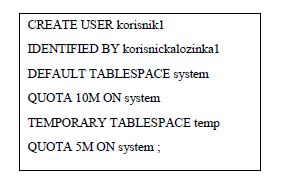 CREATE USER korisnik1
IDENTIFIED BY korisnickalozinka1
DEFAULT TABLESPACE system
QUOTA 10M ON system
TEMPORARY TABLESPACE temp
QUOTA 5M ON system ;